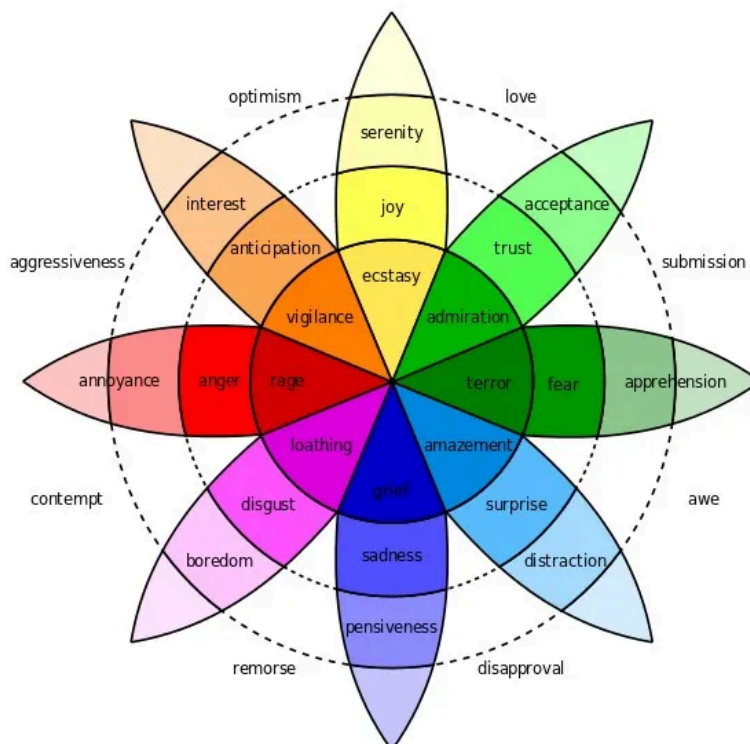 optimism
love
serenity
interest
acceptance
joy
anticipation
trust
aggressiveness
submission
ecstasy
vigilance
admiration
annoyance
anger
rage
terror
fear
apprehension
loathing
amazement
grief
contempt
awe
disgust
surprise
sadness
boredom
distraction
pensiveness
remorse
disapproval